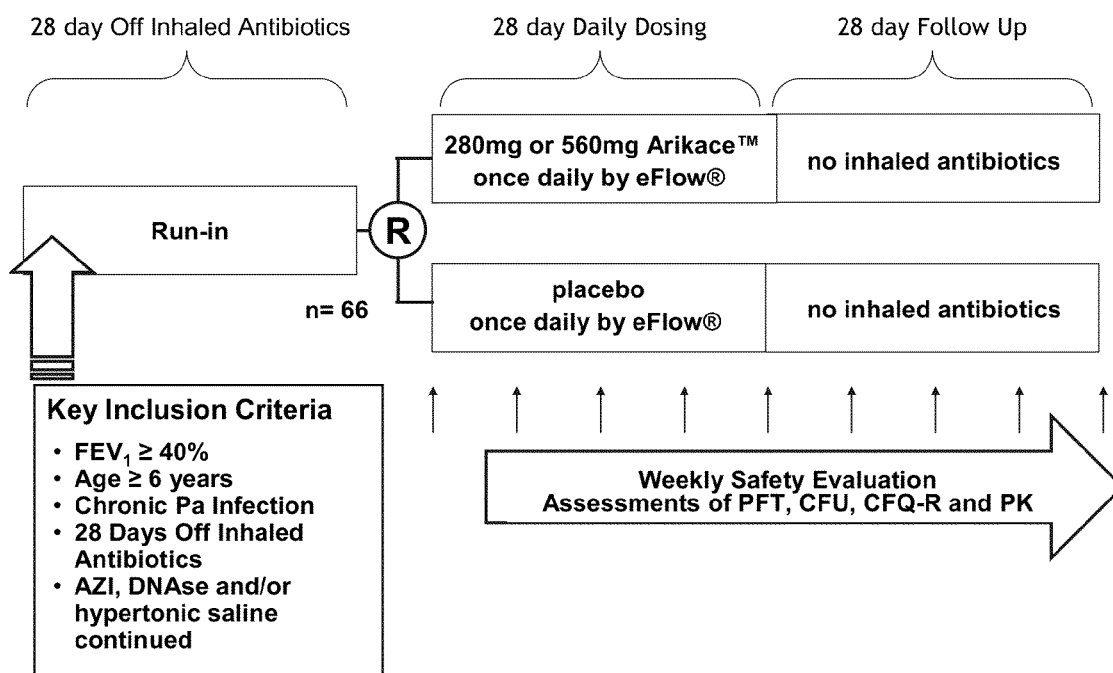 28 day Off Inhaled Antibiotics
28 day Daily Dosing
28 day Follow Up
280mg or 560mg Arikace™
once daily by eFlow®
no inhaled antibiotics
Run-in
R
n= 66
placebo
once daily by eFlow®
no inhaled antibiotics
Key Inclusion Criteria
• FEV₁ ≥ 40%
• Age ≥ 6 years
• Chronic Pa Infection
• 28 Days Off Inhaled
Antibiotics
• AZI, DNAse and/or
hypertonic saline
continued
Weekly Safety Evaluation
Assessments of PFT, CFU, CFQ-R and PK